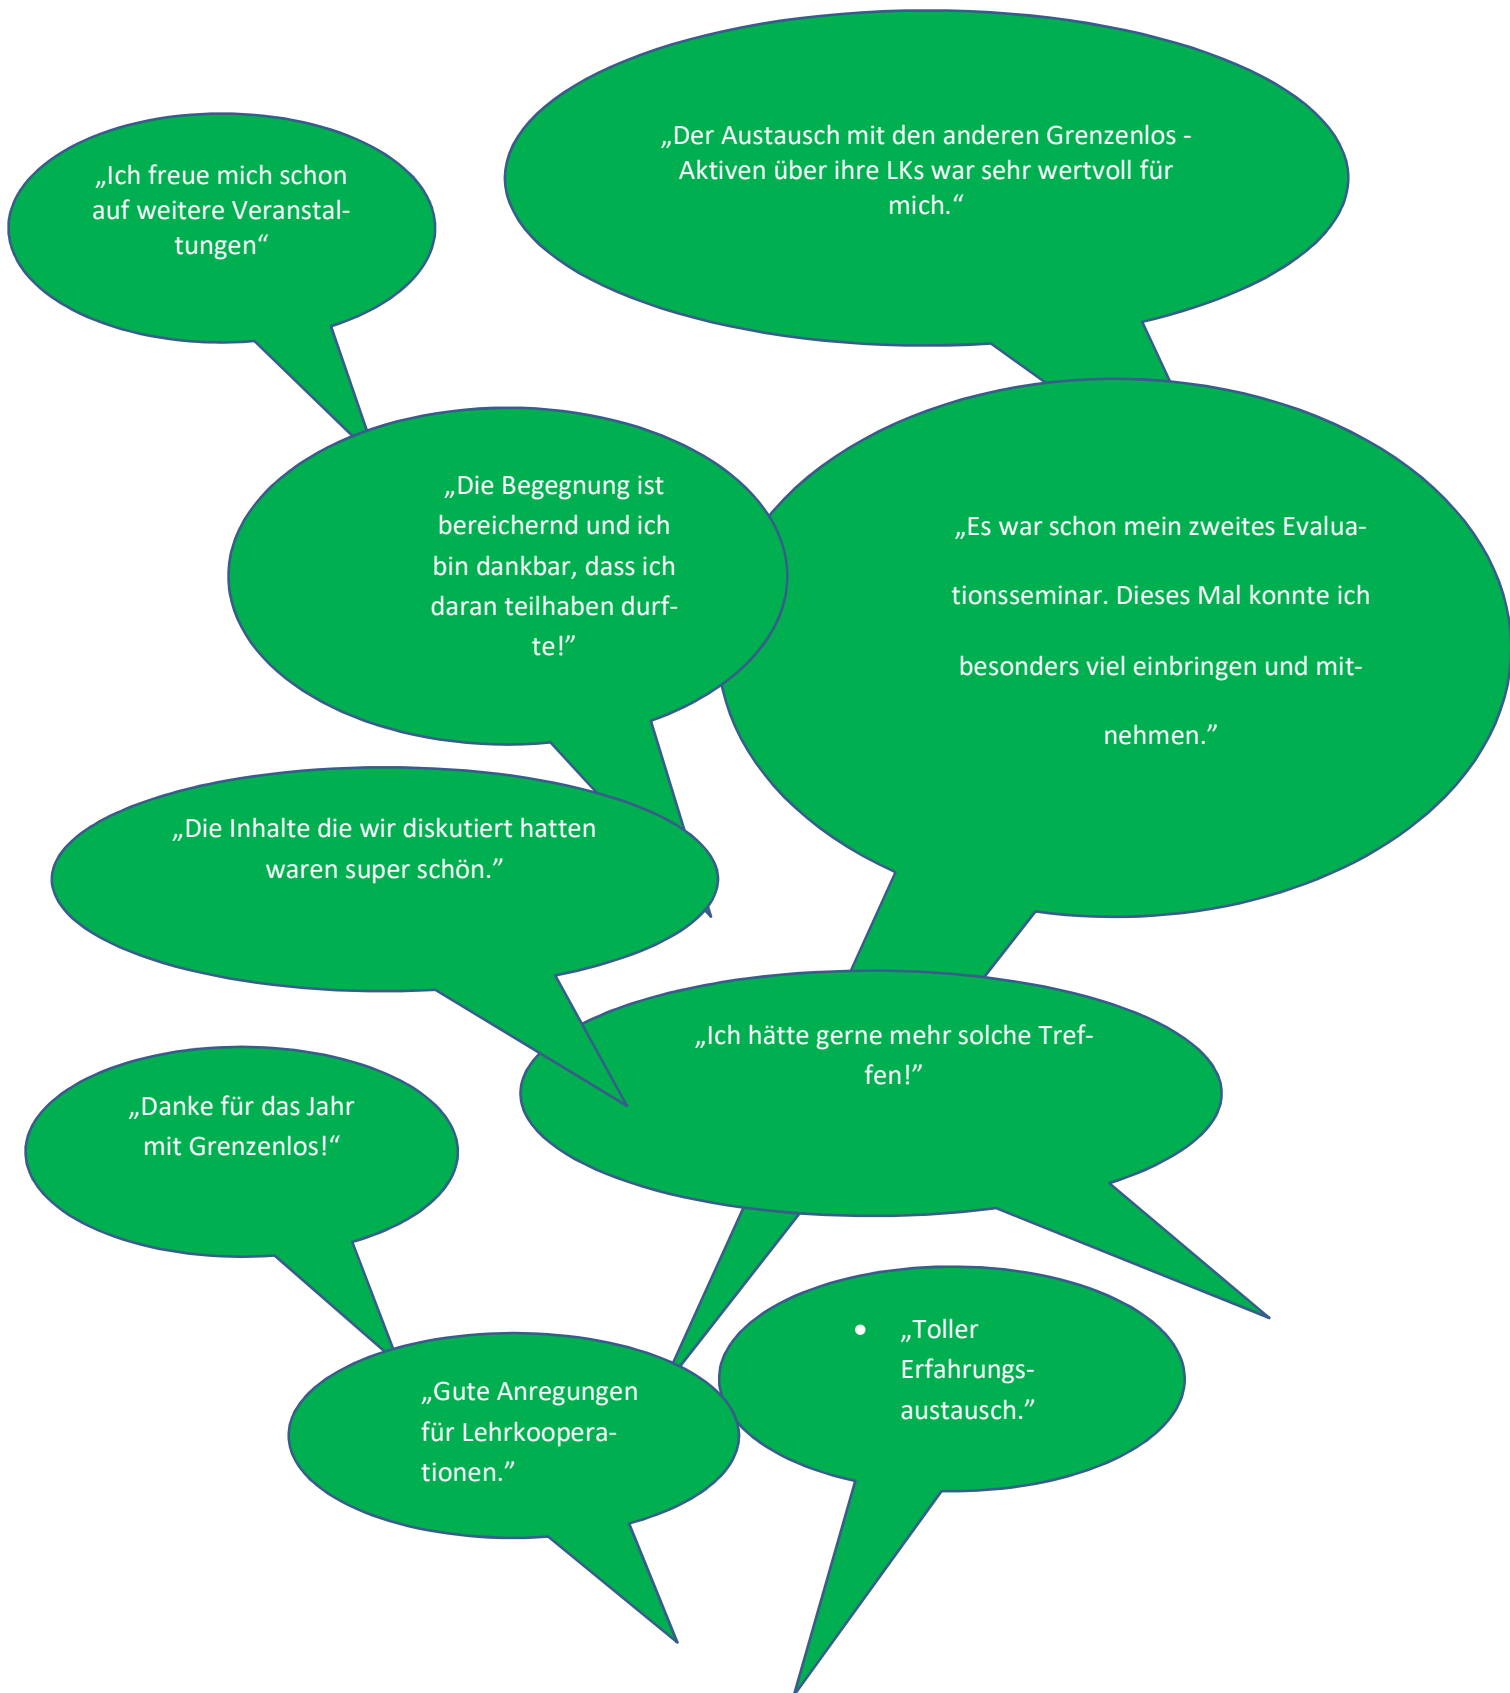 „Der Austausch mit den anderen Grenzenlos -
Aktiven über ihre LKs war sehr wertvoll für
mich.“
„Ich freue mich schon
auf weitere Veranstal-
tungen“
„Die Begegnung ist
bereichernd und ich
bin dankbar, dass ich
daran teilhaben durf-
te!”
„Es war schon mein zweites Evalua-
tionsseminar. Dieses Mal konnte ich
besonders viel einbringen und mit-
nehmen.”
„Die Inhalte die wir diskutiert hatten
waren super schön.”
„Ich hätte gerne mehr solche Tref-
fen!”
„Danke für das Jahr
mit Grenzenlos!“
• „Toller
Erfahrungs-
austausch.”
„Gute Anregungen
für Lehrkoopera-
tionen.”